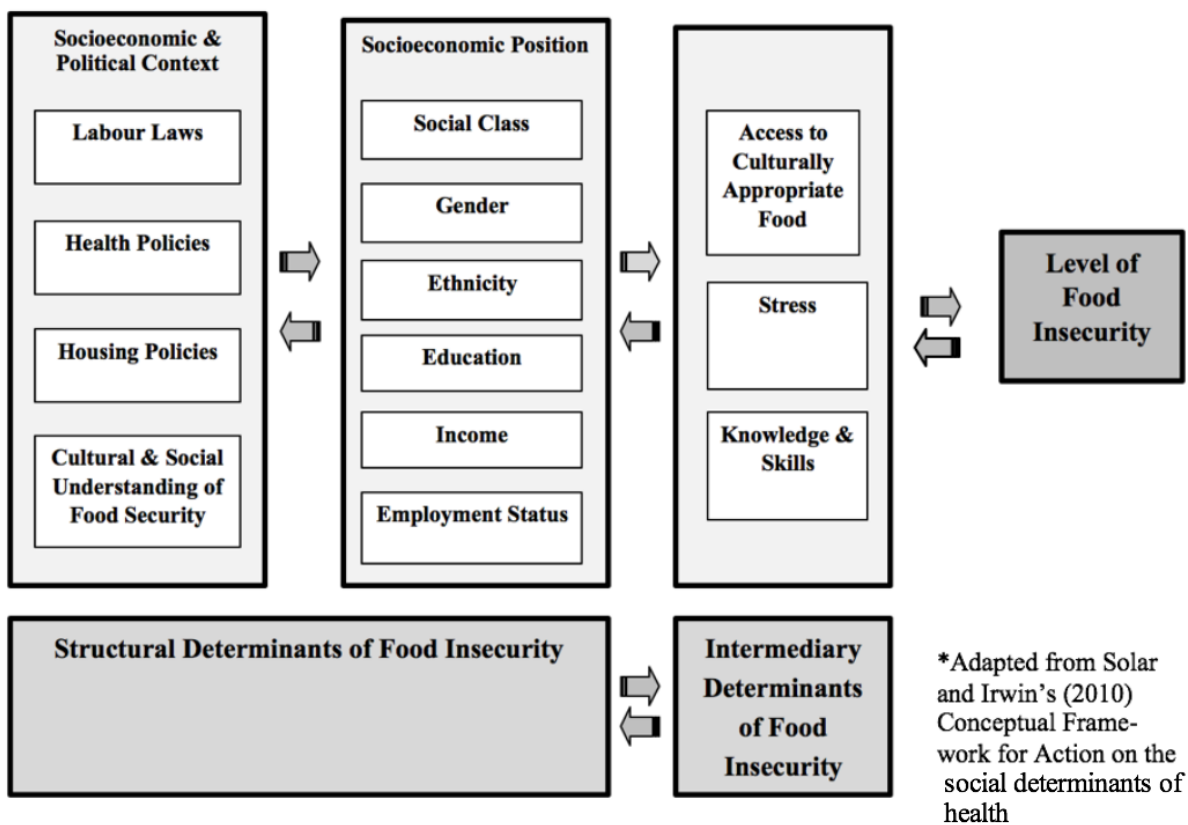 Socioeconomic &
Political Context
Labour Laws
Health Policies
Housing Policies
Cultural & Social
Understanding of
Food Security
Socioeconomic Position
Social Class
Gender
Ethnicity
Education
Income
Employment Status
Access to
Culturally
Appropriate
Food
Stress
Knowledge &
Skills
Level of
Food
Insecurity
Structural Determinants of Food Insecurity
Intermediary
Determinants
of Food
Insecurity
*Adapted from Solar
and Irwin’s (2010)
Conceptual Frame-
work for Action on the
social determinants of
health